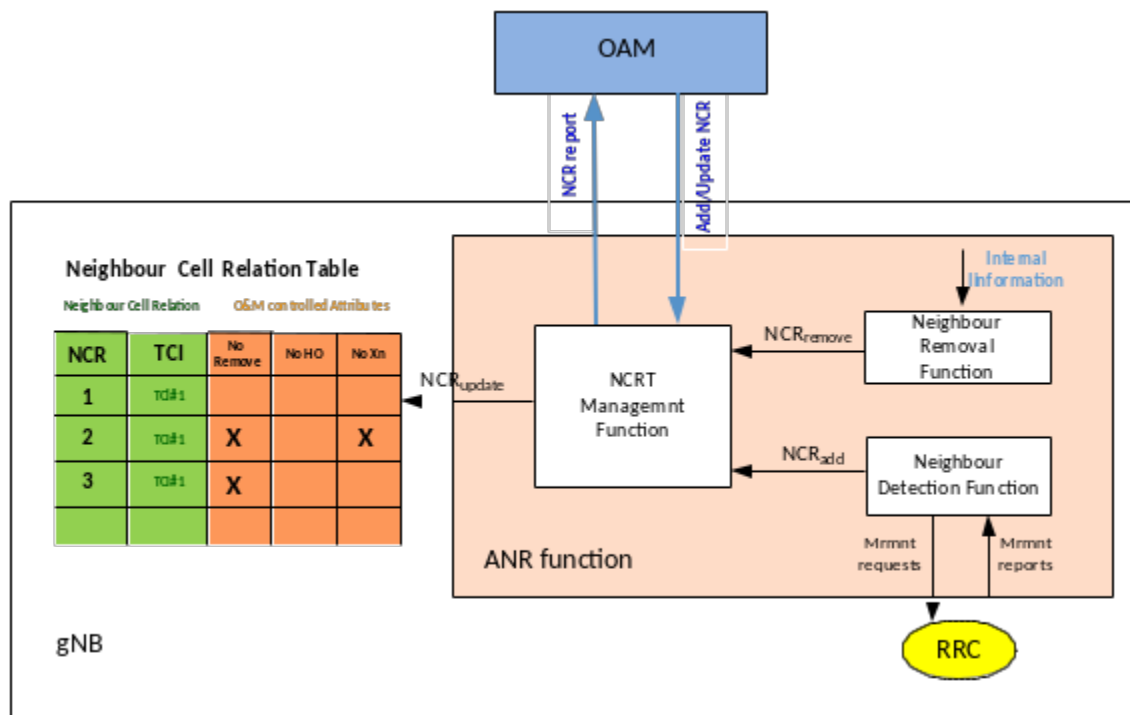 OAM
NCR report
Add/Update NCR
Neighbour Cell Relation Table
Neighbour Cell Relation
O&M controlled Attributes
NCR
TCI
No
Remove
No HO
No Xn
1
TCI#1
2
TCI#1
X
X
3
TCI#1
X
NCRupdate
NCRT
Managemnt
Function
NCRremove
NCRadd
Internal
IInformation
Neighbour
Removal
Function
Neighbour
Detection Function
Mrmnt
requests
Mrmnt
reports
ANR function
RRC
gNB